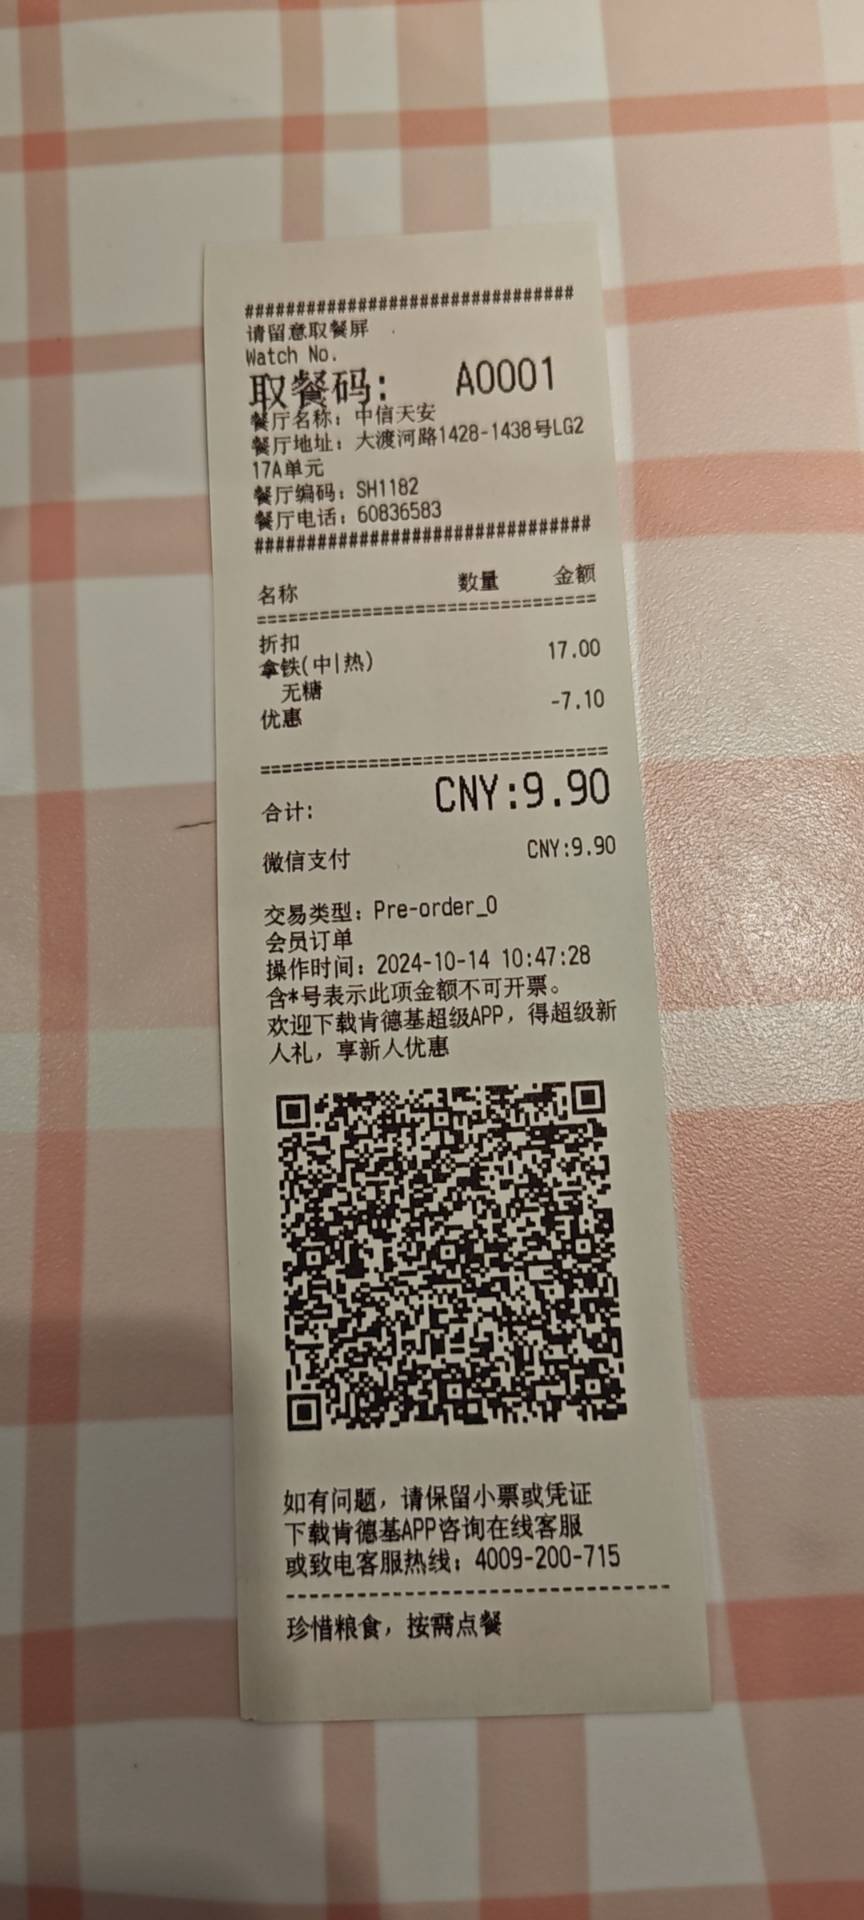 ################################
请留意取餐屏
Watch No.
取餐码： A0001
餐厅名称：中信天安
餐厅地址：大渡河路1428-1438号LG2
17A单元
餐厅编码：SH1182
餐厅电话：60836583
################################
名称 数量 金额
================================
折扣
拿铁(中|热) 17.00
无糖
优惠 -7.10
================================
合计: CNY:9.90
微信支付 CNY:9.90
交易类型：Pre-order_0
会员订单
操作时间：2024-10-14 10:47:28
含*号表示此项金额不可开票。
欢迎下载肯德基超级APP，得超级新
人礼，享新人优惠
如有问题，请保留小票或凭证
下载肯德基APP咨询在线客服
或致电客服热线：4009-200-715
--------------------------------
珍惜粮食，按需点餐